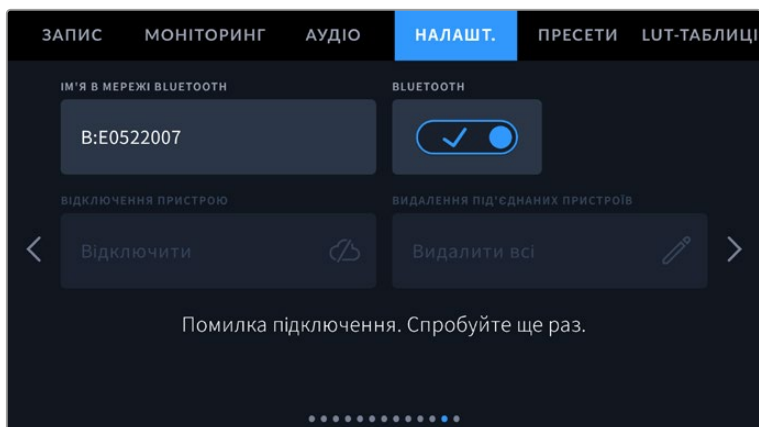 ЗАПИС МОНІТОРИНГ АУДІО НАЛАШТ. ПРЕСЕТИ LUT-ТАБЛИЦІ
ІМ'Я В МЕРЕЖІ BLUETOOTH BLUETOOTH
B:E0522007
ВІДКЛЮЧЕННЯ ПРИСТРОЮ ВИДАЛЕННЯ ПІД'ЄДНАНИХ ПРИСТРОЇВ
Відключити Видалити всі
Помилка підключення. Спробуйте ще раз.